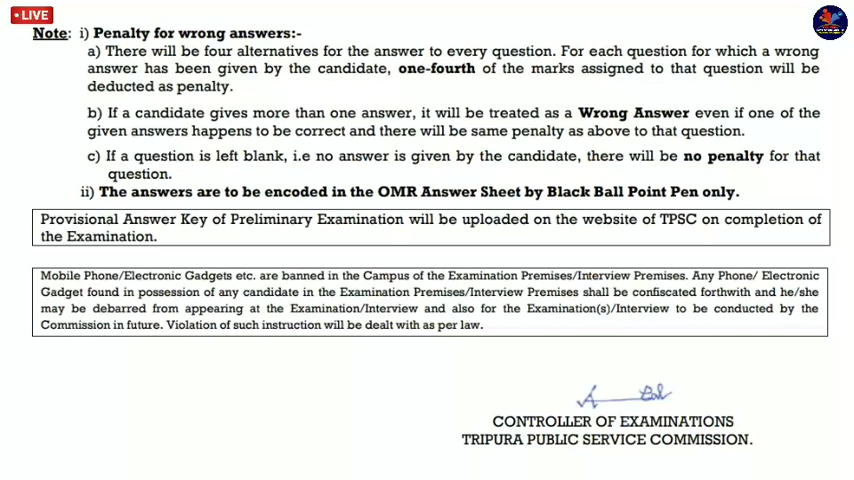 LIVE
Note: i) Penalty for wrong answers:-
a) There will be four alternatives for the answer to every question. For each question for which a wrong
answer has been given by the candidate, one-fourth of the marks assigned to that question will be
deducted as penalty.
b) If a candidate gives more than one answer, it will be treated as a Wrong Answer even if one of the
given answers happens to be correct and there will be same penalty as above to that question.
c) If a question is left blank, i.e no answer is given by the candidate, there will be no penalty for that
question.
ii) The answers are to be encoded in the OMR Answer Sheet by Black Ball Point Pen only.
Provisional Answer Key of Preliminary Examination will be uploaded on the website of TPSC on completion of
the Examination.
Mobile Phone/Electronic Gadgets etc. are banned in the Campus of the Examination Premises/Interview Premises. Any Phone/ Electronic
Gadget found in possession of any candidate in the Examination Premises/Interview Premises shall be confiscated forthwith and he/she
may be debarred from appearing at the Examination/Interview and also for the Examination(s)/Interview to be conducted by the
Commission in future. Violation of such instruction will be dealt with as per law.
CONTROLLER OF EXAMINATIONS
TRIPURA PUBLIC SERVICE COMMISSION.